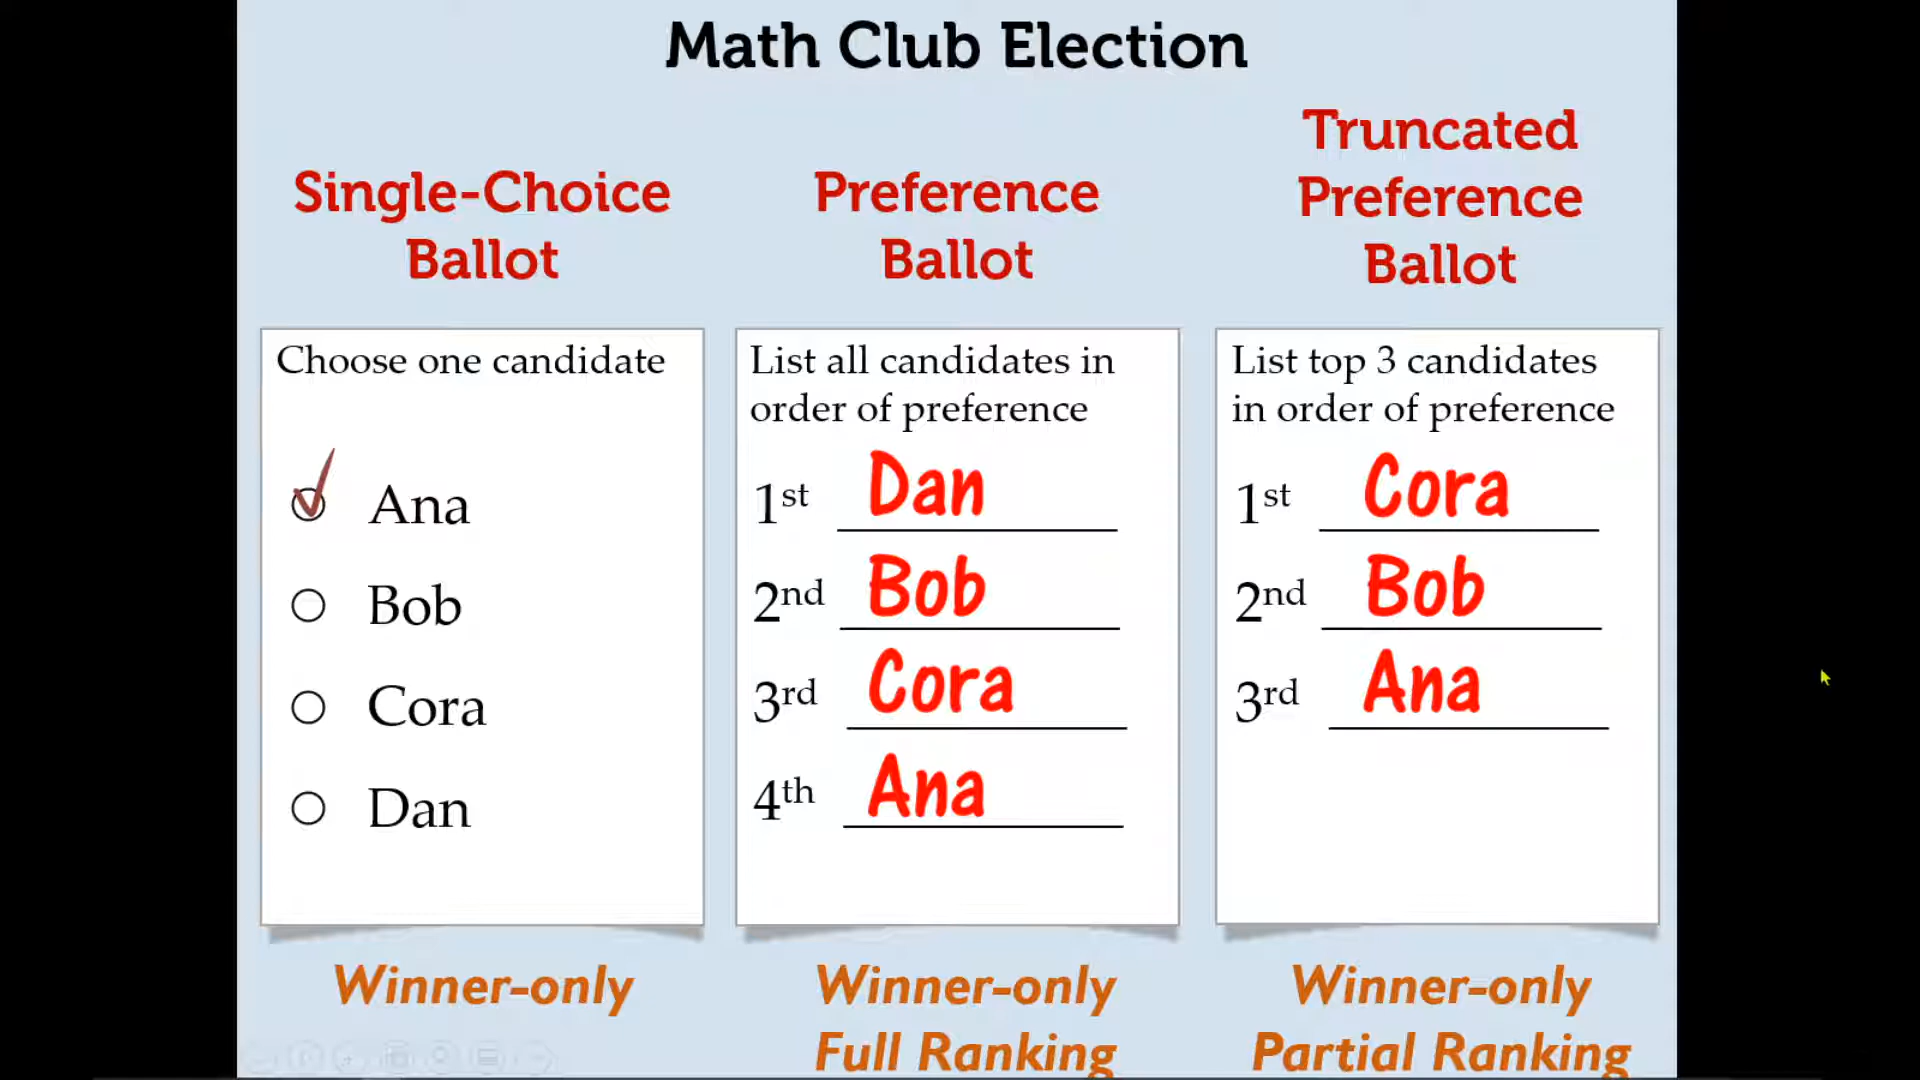 Math Club Election
Single-Choice
Ballot
Choose one candidate
Ana
Bob
Cora
Dan
Winner-only
Preference
Ballot
List all candidates in
order of preference
1st Dan
2nd Bob
3rd Cora
4th Ana
Winner-only
Full Ranking
Truncated
Preference
Ballot
List top 3 candidates
in order of preference
1st Cora
2nd Bob
3rd Ana
Winner-only
Partial Ranking